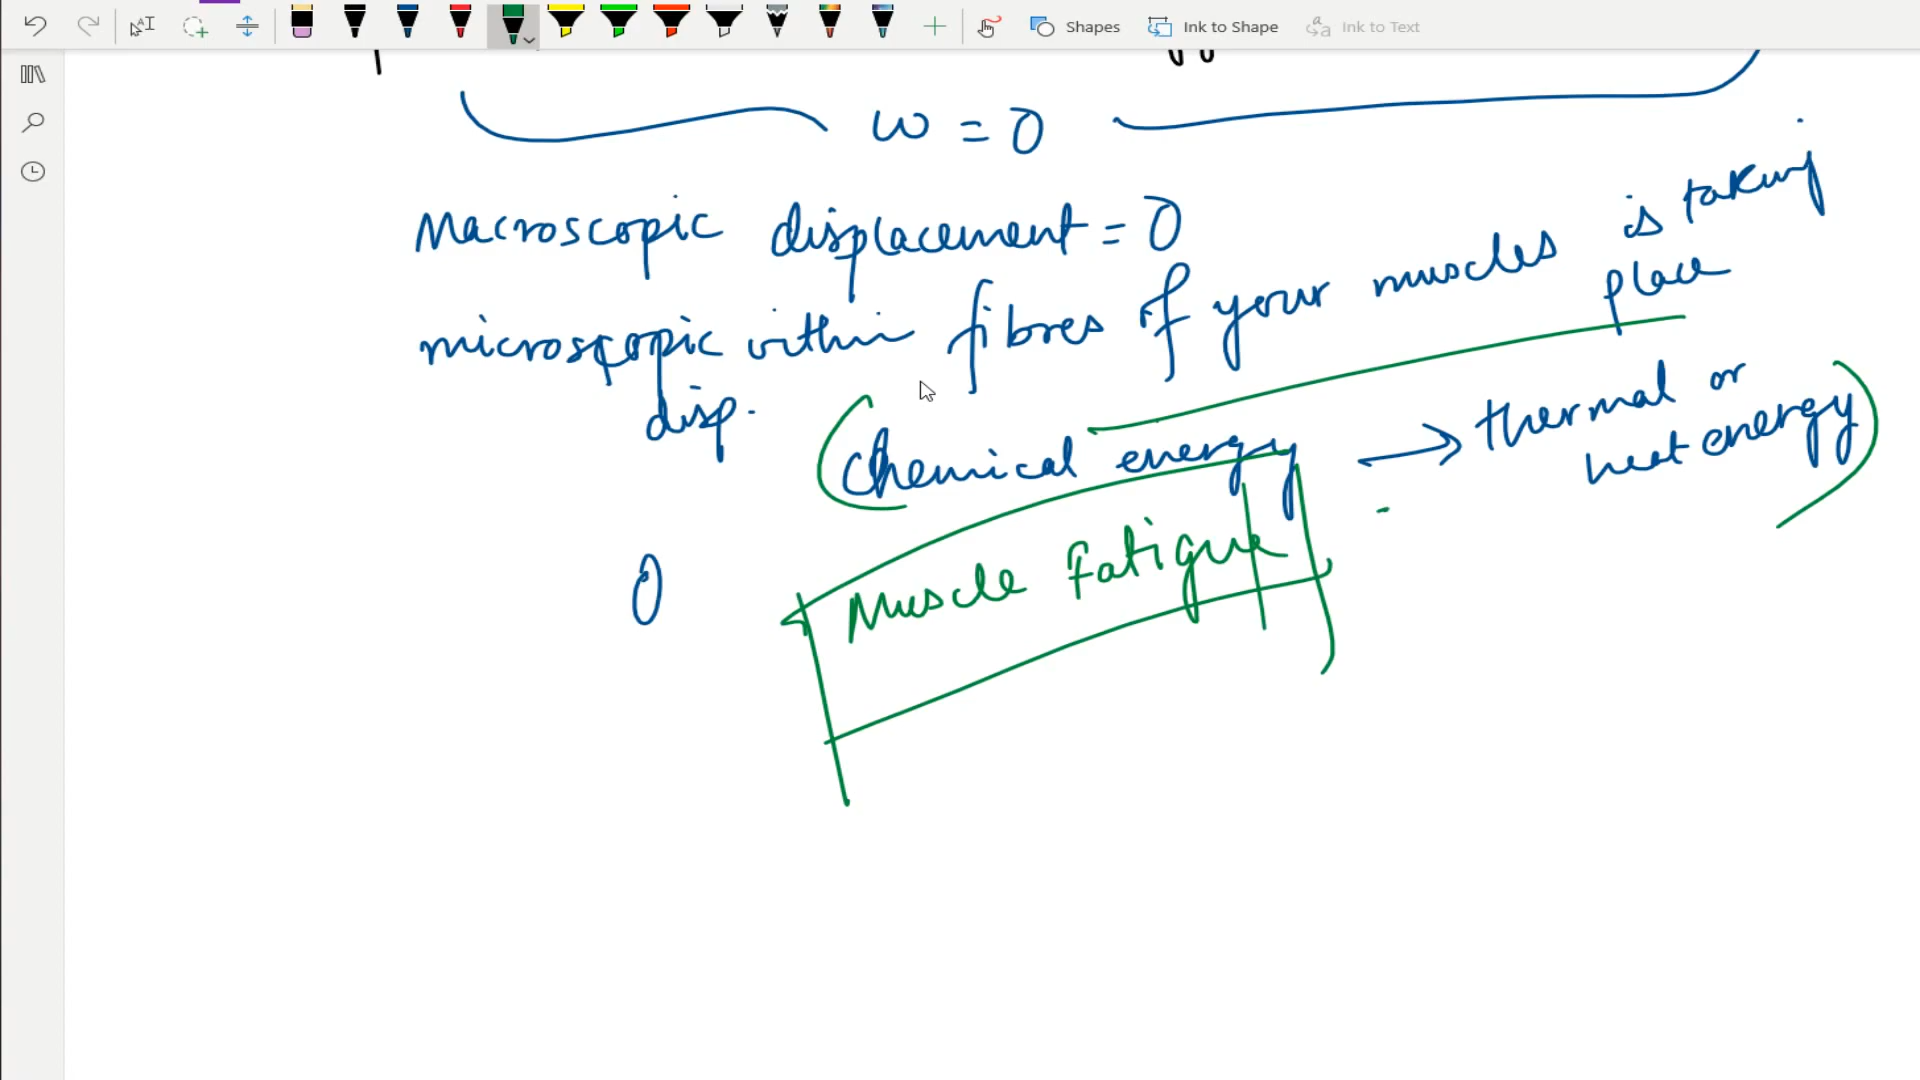 Shapes Ink to Shape Ink to Text
w = 0
Macroscopic displacement = 0
microscopic within fibres of your muscles is taking
disp. place
Chemical energy → thermal or
heat energy
Muscle fatigue
0